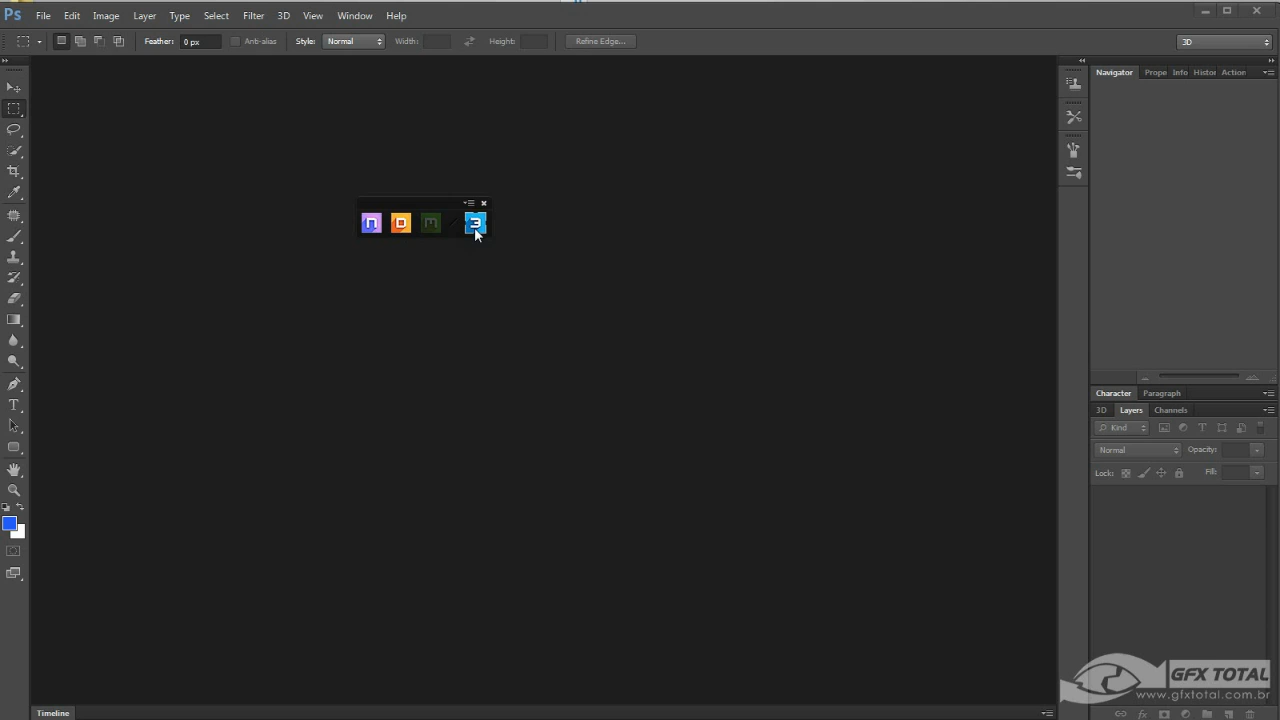 Ps File Edit Image Layer Type Select Filter 3D View Window Help
Feather: 0 px Anti-alias Style: Normal Width: Height: Refine Edge... 3D
Navigator Prope Info Histor Action
n o m 3
Character Paragraph
3D Layers Channels
Kind
Normal Opacity:
Lock: Fill:
GFX TOTAL
www.gfxtotal.com.br
Timeline